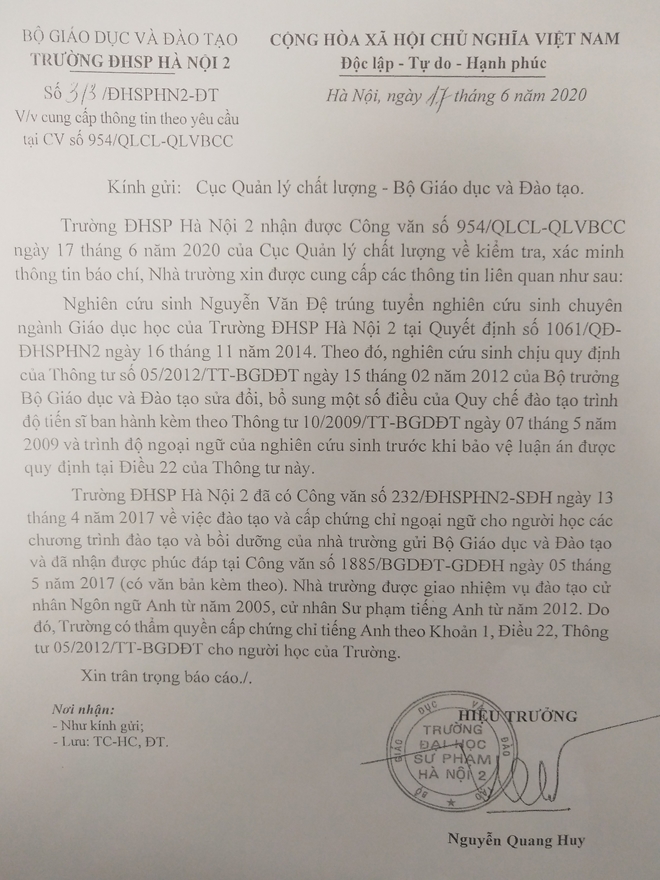 BỘ GIÁO DỤC VÀ ĐÀO TẠO
TRƯỜNG ĐHSP HÀ NỘI 2
Số 313 /ĐHSPHN2-ĐT
V/v cung cấp thông tin theo yêu cầu
tại CV số 954/QLCL-QLVBCC
CỘNG HÒA XÃ HỘI CHỦ NGHĨA VIỆT NAM
Độc lập - Tự do - Hạnh phúc
Hà Nội, ngày 17 tháng 6 năm 2020
Kính gửi: Cục Quản lý chất lượng - Bộ Giáo dục và Đào tạo.
Trường ĐHSP Hà Nội 2 nhận được Công văn số 954/QLCL-QLVBCC
ngày 17 tháng 6 năm 2020 của Cục Quản lý chất lượng về kiểm tra, xác minh
thông tin báo chí, Nhà trường xin được cung cấp các thông tin liên quan như sau:
Nghiên cứu sinh Nguyễn Văn Đệ trúng tuyển nghiên cứu sinh chuyên
ngành Giáo dục học của Trường ĐHSP Hà Nội 2 tại Quyết định số 1061/QĐ-
ĐHSPHN2 ngày 16 tháng 11 năm 2014. Theo đó, nghiên cứu sinh chịu quy định
của Thông tư số 05/2012/TT-BGDĐT ngày 15 tháng 02 năm 2012 của Bộ trưởng
Bộ Giáo dục và Đào tạo sửa đổi, bổ sung một số điều của Quy chế đào tạo trình
độ tiến sĩ ban hành kèm theo Thông tư 10/2009/TT-BGDĐT ngày 07 tháng 5 năm
2009 và trình độ ngoại ngữ của nghiên cứu sinh trước khi bảo vệ luận án được
quy định tại Điều 22 của Thông tư này.
Trường ĐHSP Hà Nội 2 đã có Công văn số 232/ĐHSPHN2-SĐH ngày 13
tháng 4 năm 2017 về việc đào tạo và cấp chứng chỉ ngoại ngữ cho người học các
chương trình đào tạo và bồi dưỡng của nhà trường gửi Bộ Giáo dục và Đào tạo
và đã nhận được phúc đáp tại Công văn số 1885/BGDĐT-GDĐH ngày 05 tháng
5 năm 2017 (có văn bản kèm theo). Nhà trường được giao nhiệm vụ đào tạo cử
nhân Ngôn ngữ Anh từ năm 2005, cử nhân Sư phạm tiếng Anh từ năm 2012. Do
đó, Trường có thẩm quyền cấp chứng chỉ tiếng Anh theo Khoản 1, Điều 22, Thông
tư 05/2012/TT-BGDĐT cho người học của Trường.
Xin trân trọng báo cáo./.
Nơi nhận:
- Như kính gửi;
- Lưu: TC-HC, ĐT.
HIỆU TRƯỞNG
BỘ GIÁO DỤC VÀ ĐÀO TẠO
TRƯỜNG
ĐẠI HỌC
SƯ PHẠM
HÀ NỘI 2
Nguyễn Quang Huy